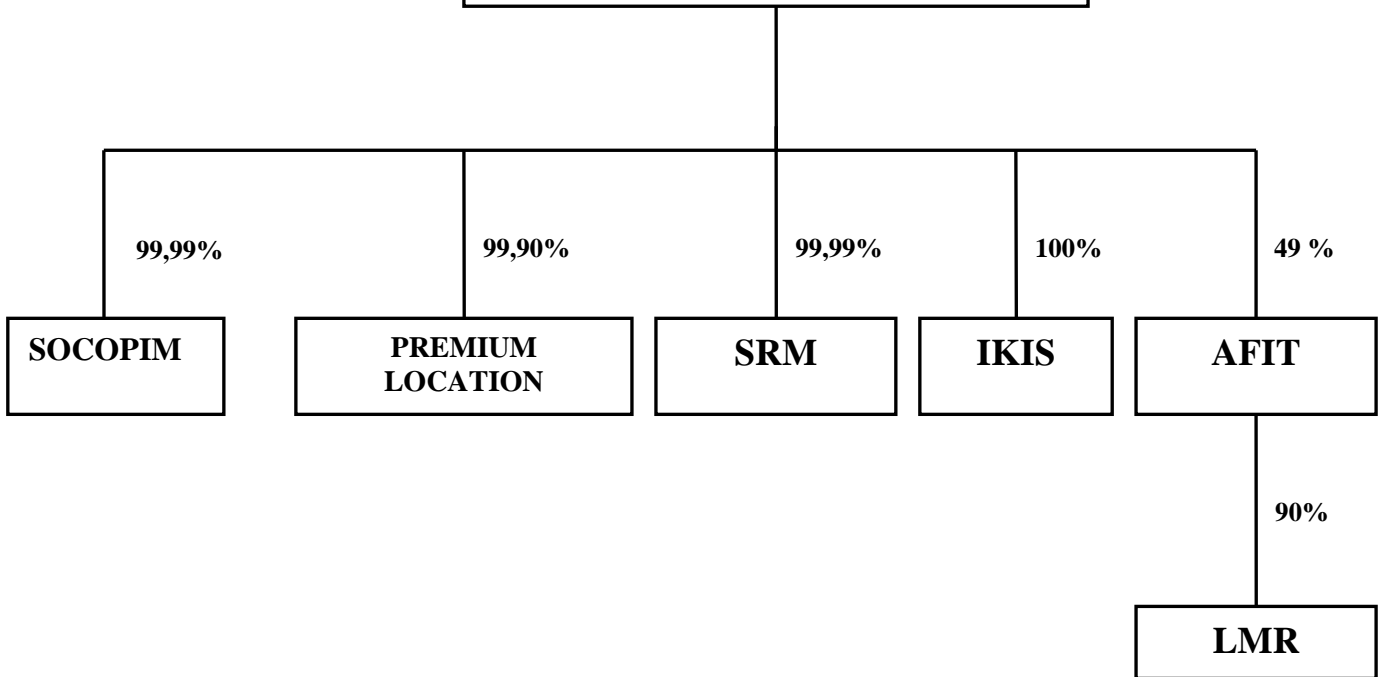 99,99%
99,90%
99,99%
100%
49 %
SOCOPIM
PREMIUM
LOCATION
SRM
IKIS
AFIT
90%
LMR